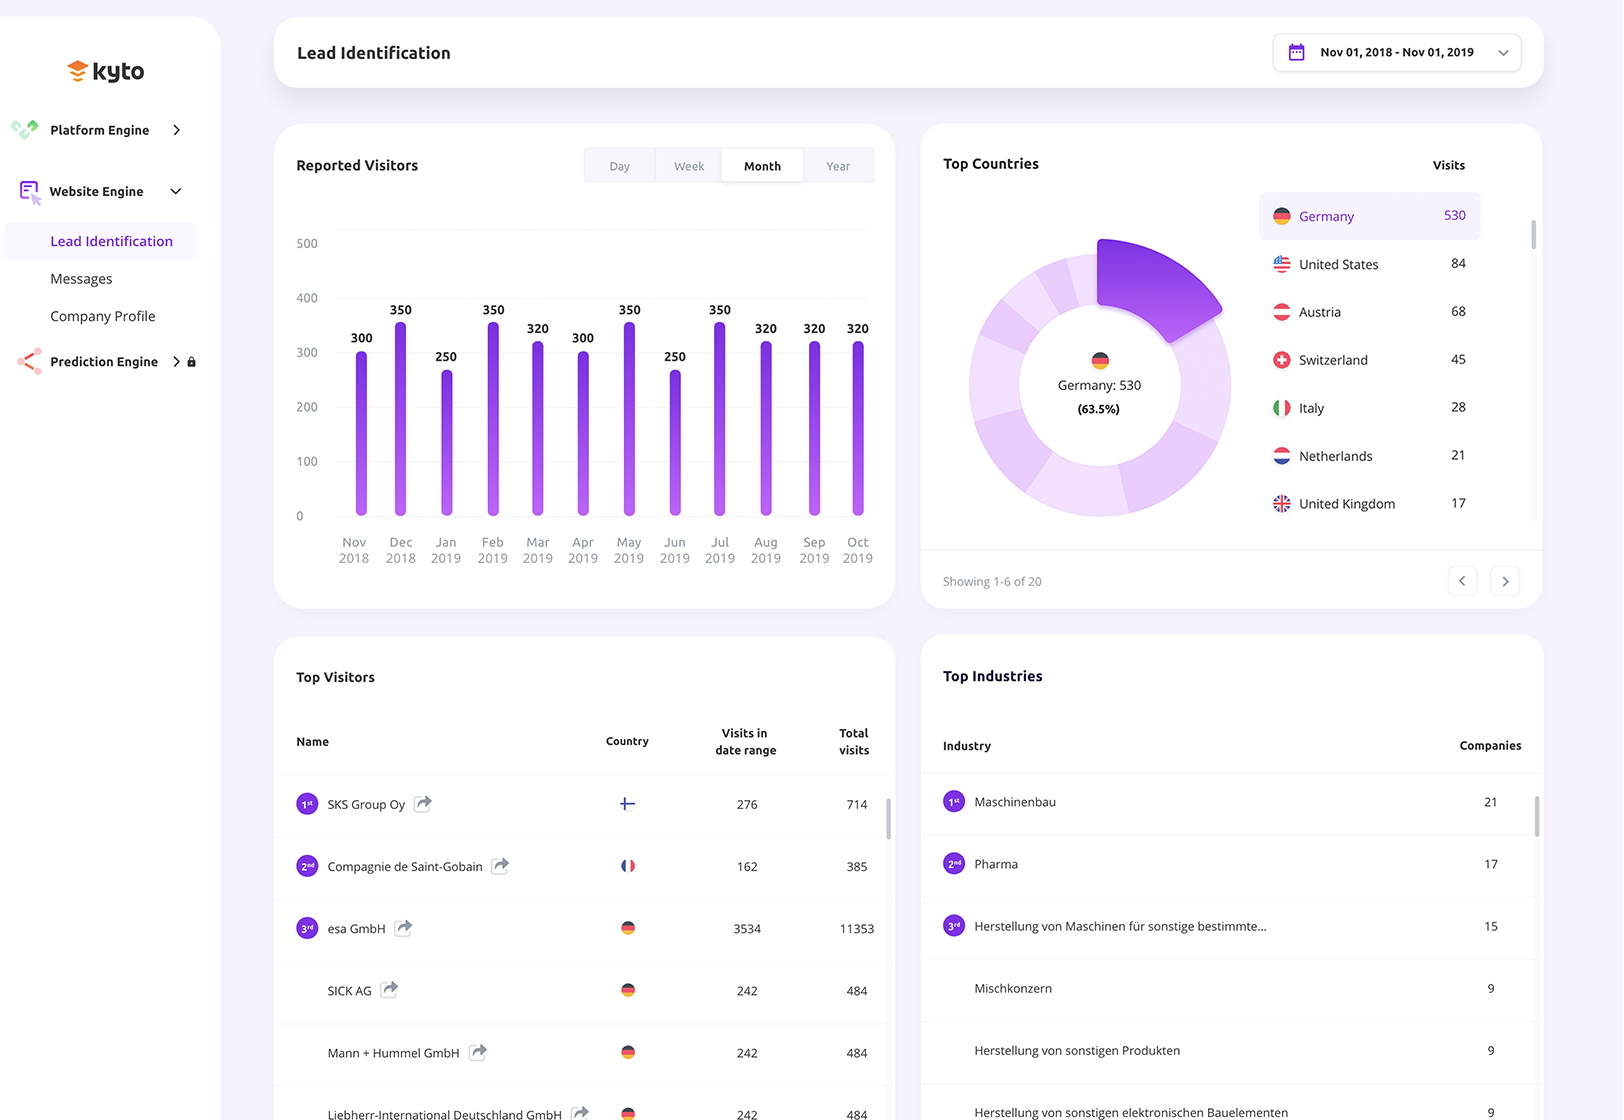 kyto
Platform Engine
Website Engine
Lead Identification
Messages
Company Profile
Prediction Engine
Lead Identification
Nov 01, 2018 - Nov 01, 2019
Reported Visitors
Day Week Month Year
500
400
300
200
100
0
300 350 250 350 320 300 350 250 350 320 320 320
Nov Dec Jan Feb Mar Apr May Jun Jul Aug Sep Oct
2018 2018 2019 2019 2019 2019 2019 2019 2019 2019 2019 2019
Top Countries
Visits
Germany: 530
(63.5%)
Germany 530
United States 84
Austria 68
Switzerland 45
Italy 28
Netherlands 21
United Kingdom 17
Showing 1-6 of 20
Top Visitors
Name Country Visits in date range Total visits
1st SKS Group Oy 276 714
2nd Compagnie de Saint-Gobain 162 385
3rd esa GmbH 3534 11353
SICK AG 242 484
Mann + Hummel GmbH 242 484
Liebherr-International Deutschland GmbH 242 484
Top Industries
Industry Companies
1st Maschinenbau 21
2nd Pharma 17
3rd Herstellung von Maschinen für sonstige bestimmte... 15
Mischkonzern 9
Herstellung von sonstigen Produkten 9
Herstellung von sonstigen elektronischen Bauelementen 9